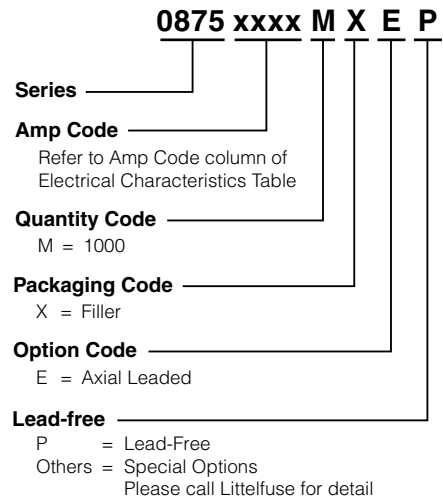 0875 xxxx M X E P
Series
Amp Code
Refer to Amp Code column of
Electrical Characteristics Table
Quantity Code
M = 1000
Packaging Code
X = Filler
Option Code
E = Axial Leaded
Lead-free
P = Lead-Free
Others = Special Options
Please call Littelfuse for detail